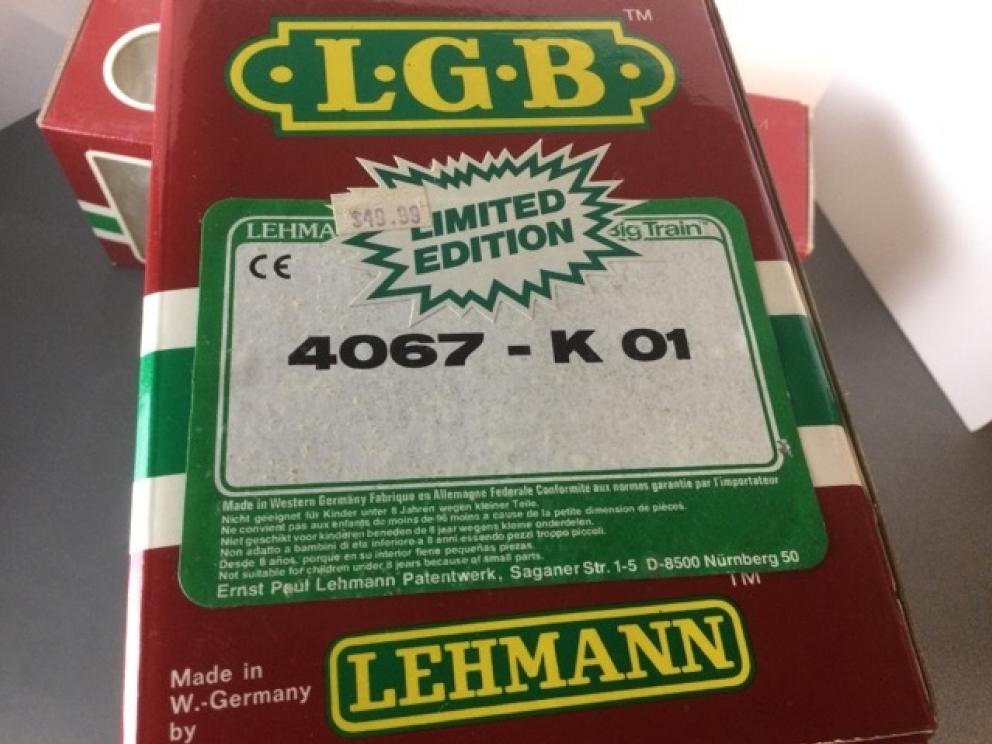 L·G·B
TM
$49.99
LIMITED
EDITION
LEHMA
Big Train
CE
4067 - K 01
Made in Western Germany Fabriqué en Allemagne Federale Conformité aux normes garantie par l'importateur
Nicht geeignet für Kinder unter 8 Jahren wegen kleiner Teile.
Ne convient pas aux enfants de moins de 96 mois a cause de la petite dimension de pièces.
Niet geschikt voor kinderen beneden de 8 jaar wegens kleine onderdelen.
Non adatto a bambini di eta inferiore a 8 anni essendo pezzi troppo piccoli.
Desde 8 años, porque en su interior tiene pequeñas piezas.
Not suitable for children under 8 years because of small parts.
Ernst Paul Lehmann Patentwerk, Saganer Str. 1-5 D-8500 Nürnberg 50
TM
LEHMANN
Made in
W.-Germany
by